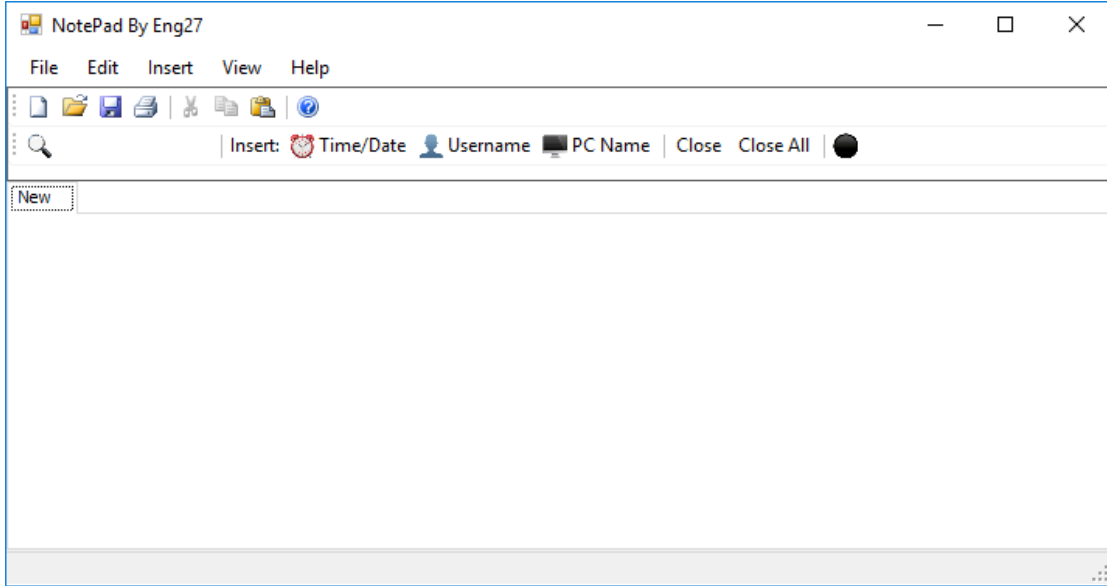 NotePad By Eng27
File Edit Insert View Help
Insert: Time/Date Username PC Name Close Close All
New